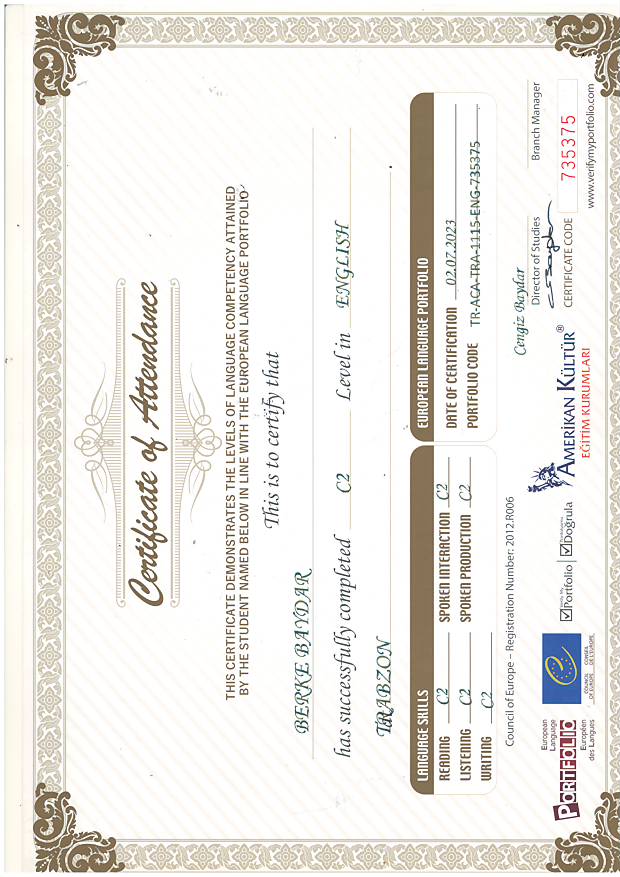 Certificate of Attendance
THIS CERTIFICATE DEMONSTRATES THE LEVELS OF LANGUAGE COMPETENCY ATTAINED
BY THE STUDENT NAMED BELOW IN LINE WITH THE EUROPEAN LANGUAGE PORTFOLIO
This is to certify that
BERKE BAYDAR
has successfully completed C2 Level in ENGLISH
at TRABZON .
LANGUAGE SKILLS
READING C2 SPOKEN INTERACTION C2
LISTENING C2 SPOKEN PRODUCTION C2
WRITING C2
EUROPEAN LANGUAGE PORTFOLIO
DATE OF CERTIFICATION 02.07.2023
PORTFOLIO CODE TR-ACA-TRA-1115-ENG-735375
Council of Europe – Registration Number: 2012.R006
Cengiz Baydar
Director of Studies Branch Manager
European
Language
PORTFOLIO
Européen
des Langues
COUNCIL OF EUROPE CONSEIL DE L'EUROPE
Verify My
Portfolio
Portfolyomu
Doğrula
AMERIKAN KÜLTÜR®
EĞİTİM KURUMLARI
CERTIFICATE CODE 735375
www.verifymyportfolio.com